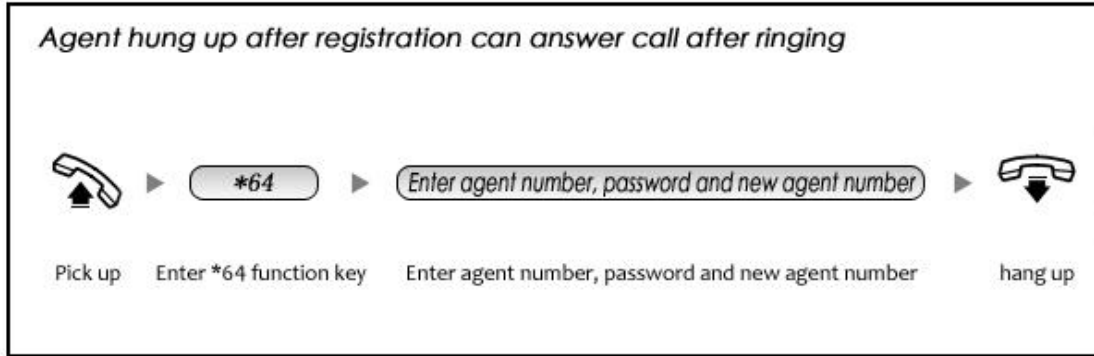 Agent hung up after registration can answer call after ringing
*64
Enter agent number, password and new agent number
Pick up
Enter *64 function key
Enter agent number, password and new agent number
hang up